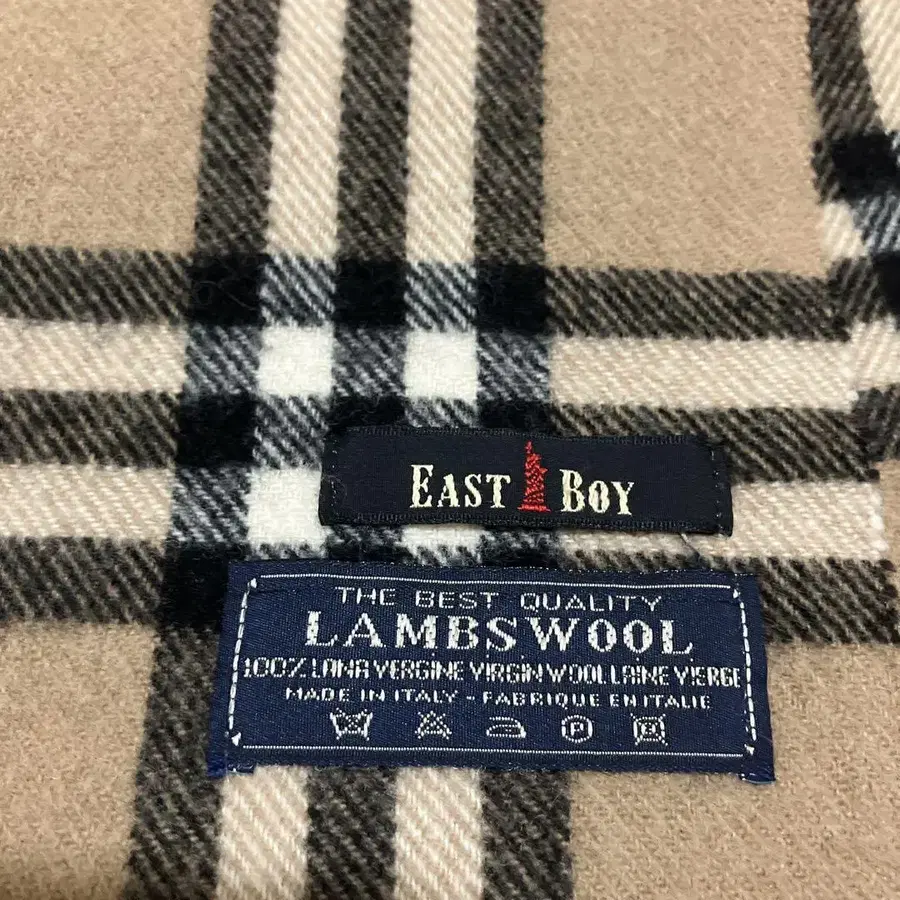 EAST BOY
THE BEST QUALITY
LAMBSWOOL
100% LANA VERGINE VIRGIN WOOL LAINE VIERGE
MADE IN ITALY - FABRIQUE EN ITALIE
P